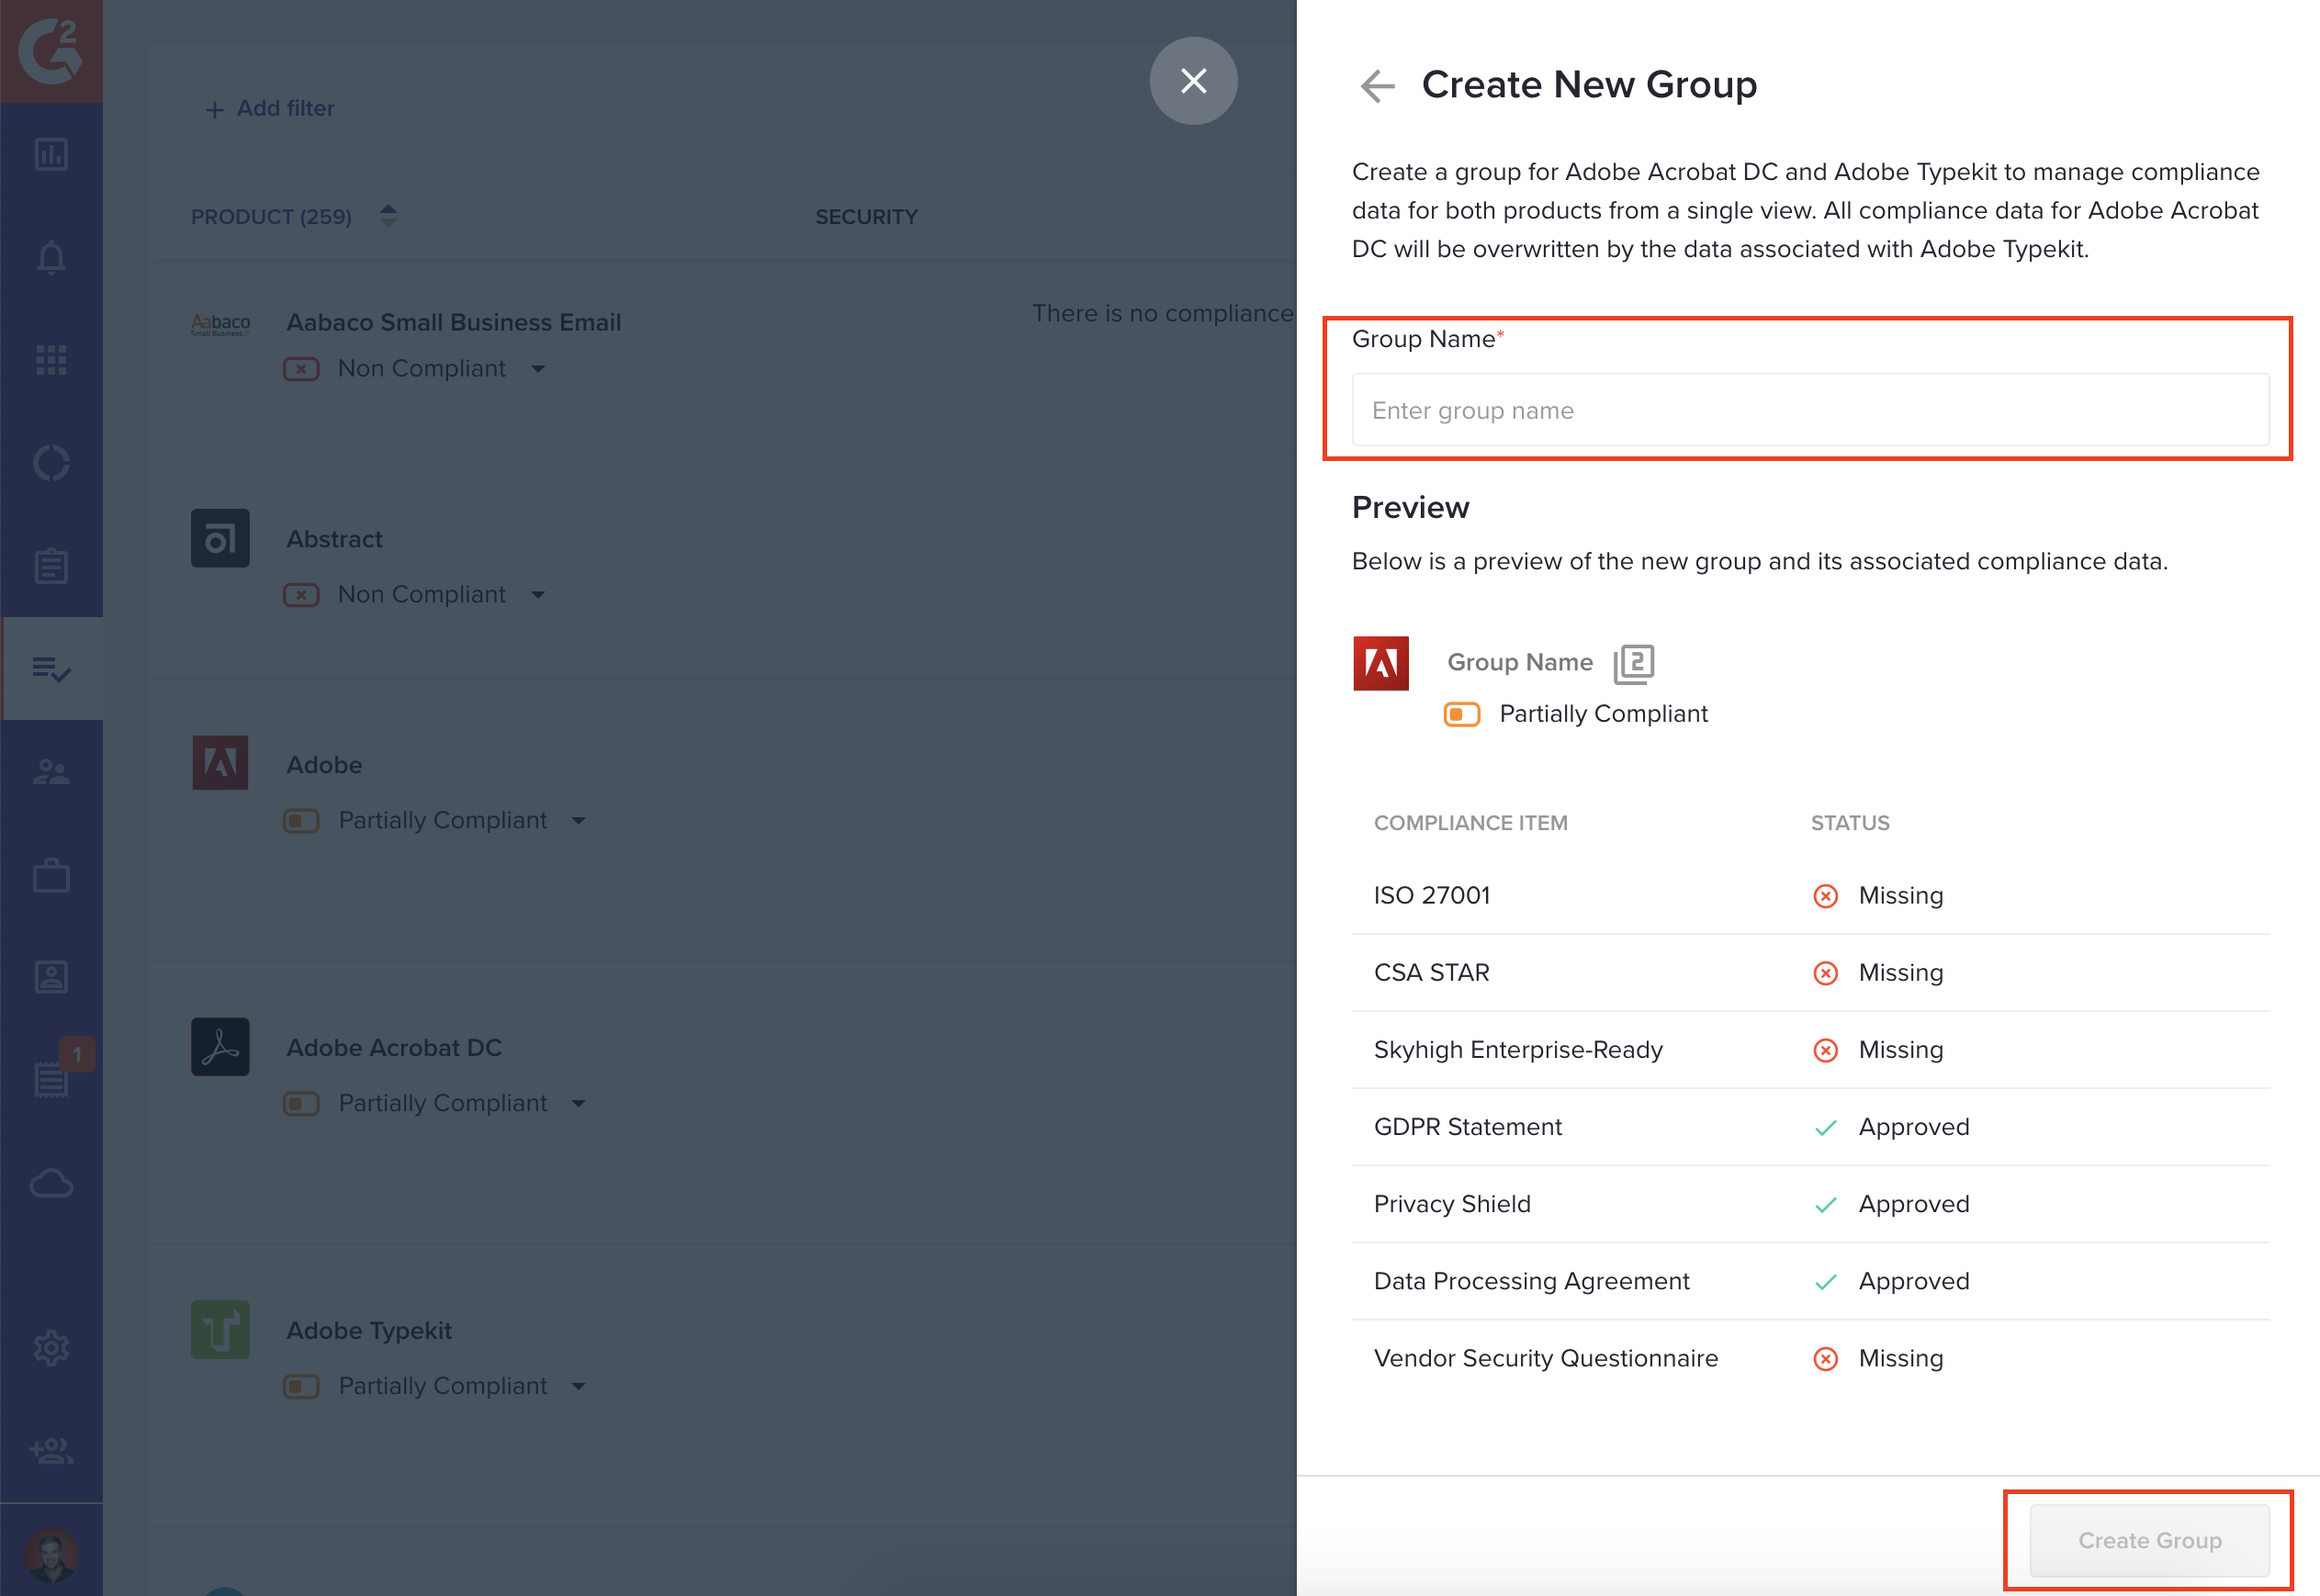 G2
+ Add filter
PRODUCT (259)
SECURITY
Aabaco
Small Business
Aabaco Small Business Email
There is no compliance
Non Compliant
Abstract
Non Compliant
Adobe
Partially Compliant
Adobe Acrobat DC
Partially Compliant
1
Adobe Typekit
Partially Compliant
Create New Group
Create a group for Adobe Acrobat DC and Adobe Typekit to manage compliance
data for both products from a single view. All compliance data for Adobe Acrobat
DC will be overwritten by the data associated with Adobe Typekit.
Group Name*
Enter group name
Preview
Below is a preview of the new group and its associated compliance data.
Group Name 2
Partially Compliant
COMPLIANCE ITEM STATUS
ISO 27001 Missing
CSA STAR Missing
Skyhigh Enterprise-Ready Missing
GDPR Statement Approved
Privacy Shield Approved
Data Processing Agreement Approved
Vendor Security Questionnaire Missing
Create Group